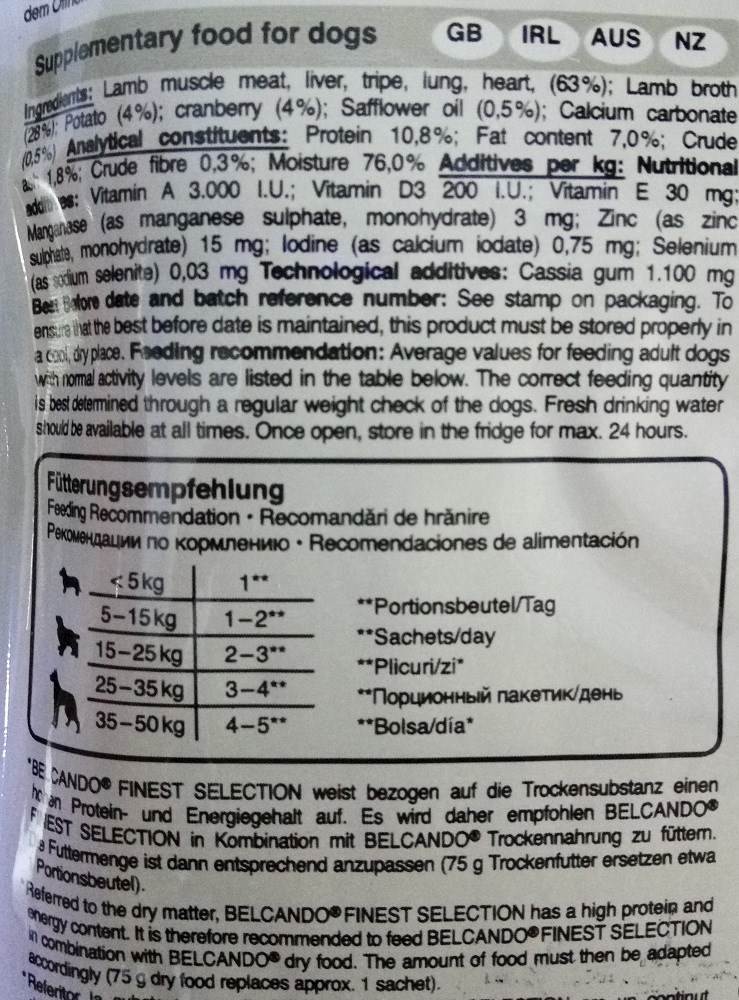 dem
Supplementary food for dogs GB IRL AUS NZ
Ingredients: Lamb muscle meat, liver, tripe, lung, heart, (63%); Lamb broth
(28%); Potato (4%); cranberry (4%); Safflower oil (0,5%); Calcium carbonate
(0,5%) Analytical constituents: Protein 10,8%; Fat content 7,0%; Crude
ash 1,8%; Crude fibre 0,3%; Moisture 76,0% Additives per kg: Nutritional
additives: Vitamin A 3.000 I.U.; Vitamin D3 200 I.U.; Vitamin E 30 mg;
Manganase (as manganese sulphate, monohydrate) 3 mg; Zinc (as zinc
sulphate, monohydrate) 15 mg; Iodine (as calcium iodate) 0,75 mg; Selenium
(as sodium selenite) 0,03 mg Technological additives: Cassia gum 1.100 mg
Best Before date and batch reference number: See stamp on packaging. To
ensure that the best before date is maintained, this product must be stored properly in
a cool, dry place. Feeding recommendation: Average values for feeding adult dogs
with normal activity levels are listed in the table below. The correct feeding quantity
is best determined through a regular weight check of the dogs. Fresh drinking water
should be available at all times. Once open, store in the fridge for max. 24 hours.
Fütterungsempfehlung
Feeding Recommendation • Recomandări de hrănire
Рекомендации по кормлению • Recomendaciones de alimentación
<5kg 1**
5–15kg 1–2**
15–25kg 2–3**
25–35kg 3–4**
35–50kg 4–5**
**Portionsbeutel/Tag
**Sachets/day
**Plicuri/zi*
**Порционный пакетик/день
**Bolsa/día*
*BELCANDO® FINEST SELECTION weist bezogen auf die Trockensubstanz einen
hohen Protein- und Energiegehalt auf. Es wird daher empfohlen BELCANDO®
FINEST SELECTION in Kombination mit BELCANDO® Trockennahrung zu füttern.
Die Futtermenge ist dann entsprechend anzupassen (75 g Trockenfutter ersetzen etwa
1 Portionsbeutel).
*Referred to the dry matter, BELCANDO® FINEST SELECTION has a high protein and
energy content. It is therefore recommended to feed BELCANDO® FINEST SELECTION
in combination with BELCANDO® dry food. The amount of food must then be adapted
accordingly (75 g dry food replaces approx. 1 sachet).
*Referitor la